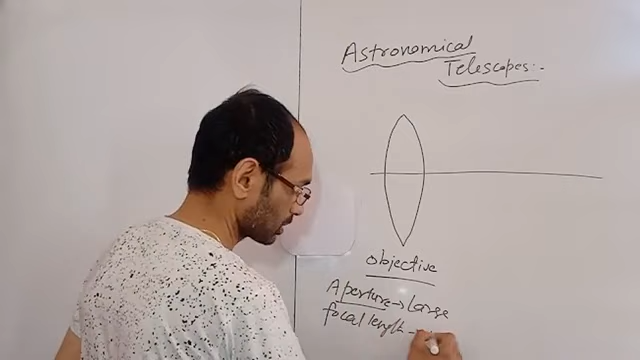 Astronomical
Telescopes:-
Objective
Aperture → Large
focal length -